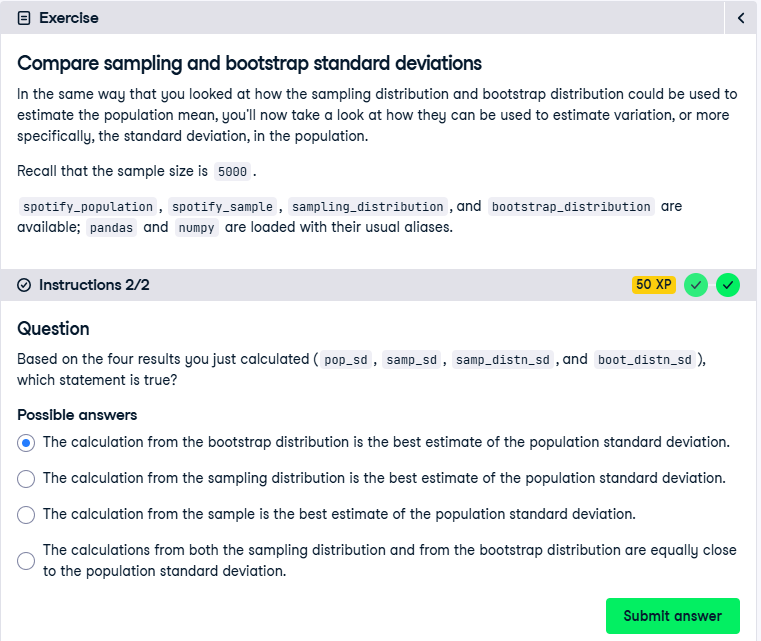 Exercise
Compare sampling and bootstrap standard deviations
In the same way that you looked at how the sampling distribution and bootstrap distribution could be used to
estimate the population mean, you'll now take a look at how they can be used to estimate variation, or more
specifically, the standard deviation, in the population.
Recall that the sample size is 5000 .
spotify_population , spotify_sample , sampling_distribution , and bootstrap_distribution are
available; pandas and numpy are loaded with their usual aliases.
Instructions 2/2
50 XP
Question
Based on the four results you just calculated ( pop_sd , samp_sd , samp_distn_sd , and boot_distn_sd ),
which statement is true?
Possible answers
The calculation from the bootstrap distribution is the best estimate of the population standard deviation.
The calculation from the sampling distribution is the best estimate of the population standard deviation.
The calculation from the sample is the best estimate of the population standard deviation.
The calculations from both the sampling distribution and from the bootstrap distribution are equally close
to the population standard deviation.
Submit answer